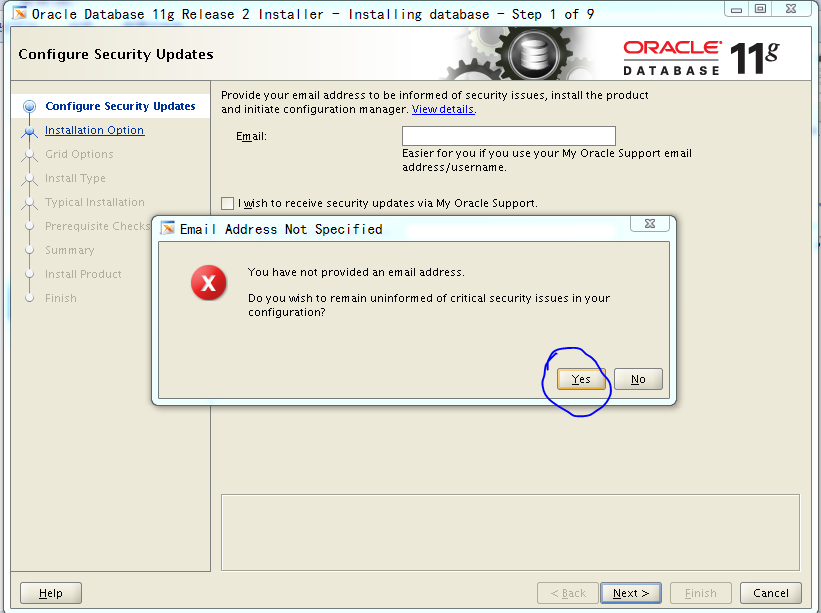 Oracle Database 11g Release 2 Installer - Installing database - Step 1 of 9
Configure Security Updates
ORACLE
DATABASE
11g
Configure Security Updates
Installation Option
Grid Options
Install Type
Typical Installation
Prerequisite Checks
Summary
Install Product
Finish
Provide your email address to be informed of security issues, install the product
and initiate configuration manager. View details.
Email:
Easier for you if you use your My Oracle Support email
address/username.
I wish to receive security updates via My Oracle Support.
Email Address Not Specified
You have not provided an email address.
Do you wish to remain uninformed of critical security issues in your
configuration?
Yes
No
Help
< Back
Next >
Finish
Cancel